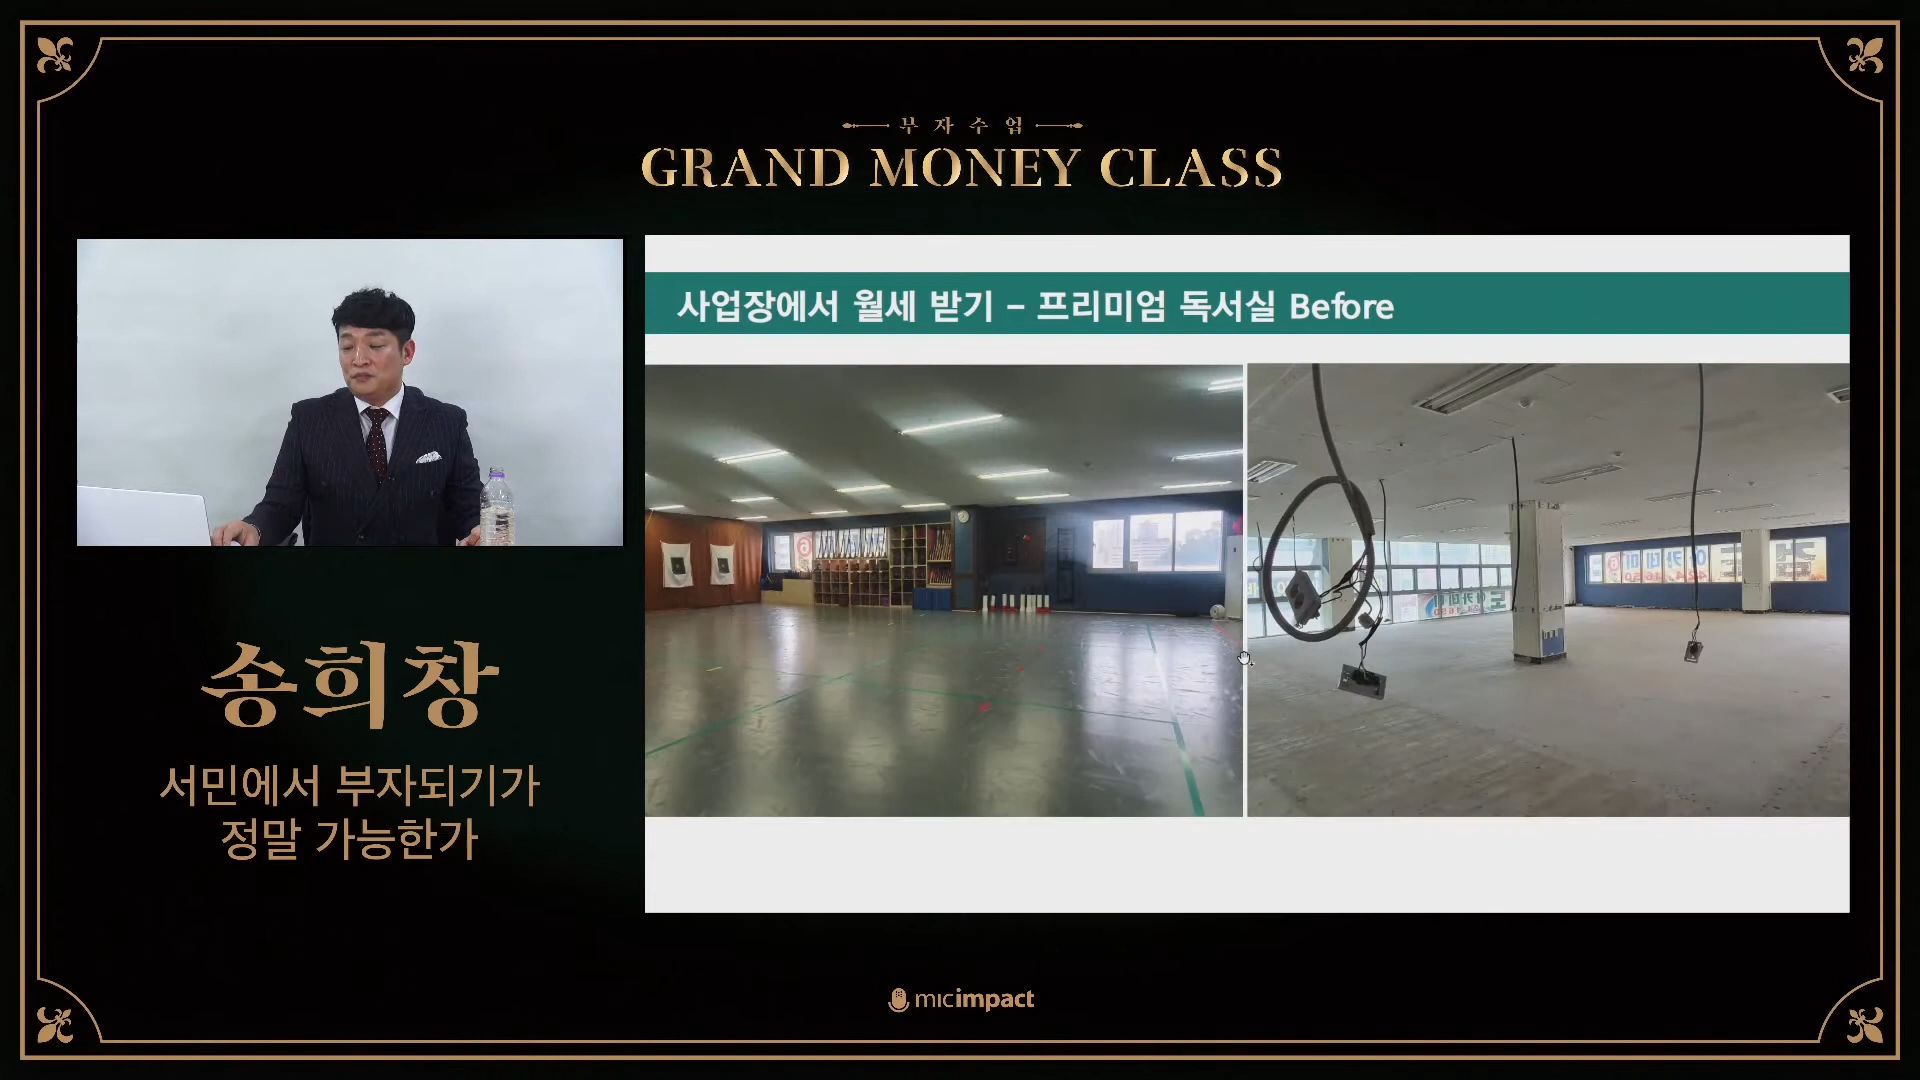 부자수업
GRAND MONEY CLASS
사업장에서 월세 받기 – 프리미엄 독서실 Before
송희창
서민에서 부자되기가
정말 가능한가
micimpact